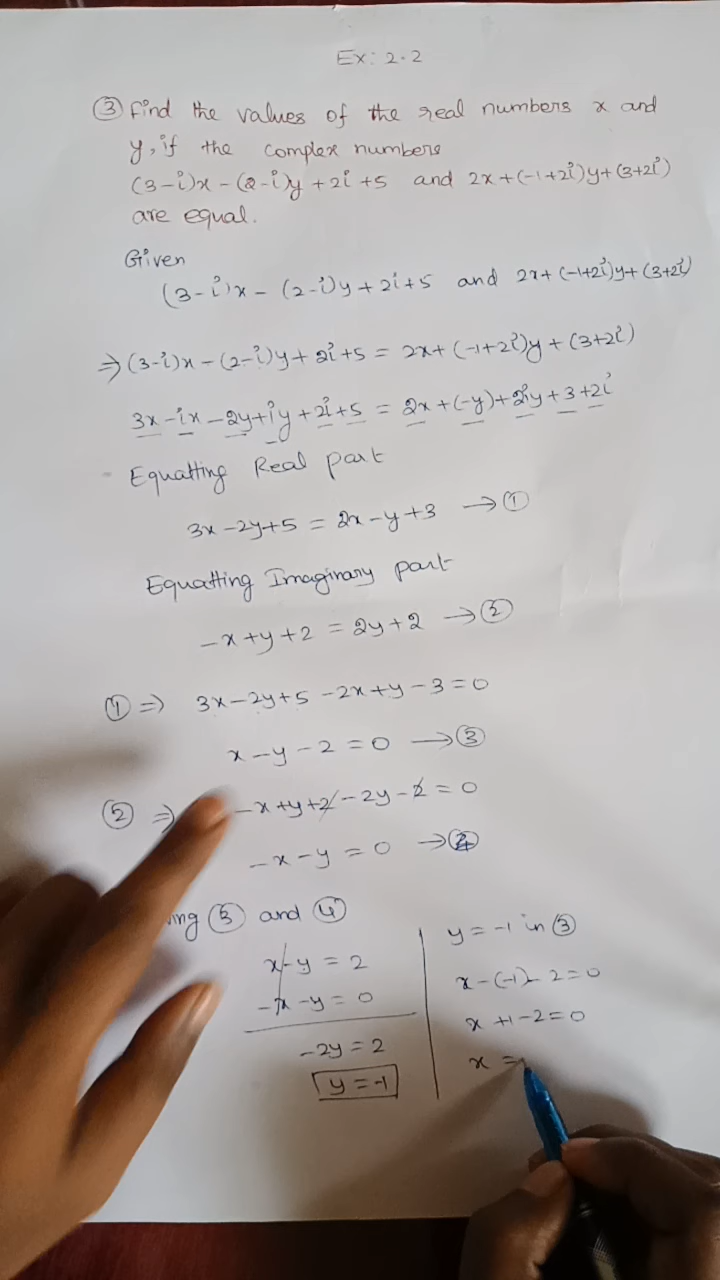 Ex: 2.2
③ Find the values of the real numbers x and
y, if the complex numbers
(3-i)x - (2-i)y + 2i + 5 and 2x + (-1+2i)y + (3+2i)
are equal.
Given
(3-i)x - (2-i)y + 2i + 5 and 2x + (-1+2i)y + (3+2i)
⇒ (3-i)x - (2-i)y + 2i + 5 = 2x + (-1+2i)y + (3+2i)
3x - ix - 2y + iy + 2i + 5 = 2x + (-y) + 2iy + 3 + 2i
Equatting Real part
3x - 2y + 5 = 2x - y + 3 → ①
Equatting Imaginary part
-x + y + 2 = 2y + 2 → ②
① ⇒ 3x - 2y + 5 - 2x + y - 3 = 0
x - y - 2 = 0 → ③
② ⇒ -x + y + 2 - 2y - 2 = 0
-x - y = 0 → ④
③ and ④
x - y = 2
-x - y = 0
-2y = 2
y = -1
y = -1 in ③
x - (-1) - 2 = 0
x + 1 - 2 = 0
x =